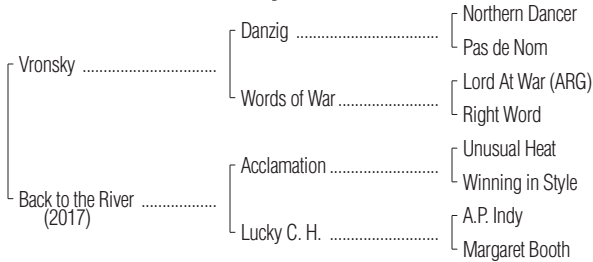 Northern Dancer
Danzig ..................................
Pas de Nom
Vronsky ................................
Lord At War (ARG)
Words of War........................
Right Word
Unusual Heat
Acclamation..........................
Winning in Style
Back to the River ..................
(2017)
A.P. Indy
Lucky C. H. ..........................
Margaret Booth